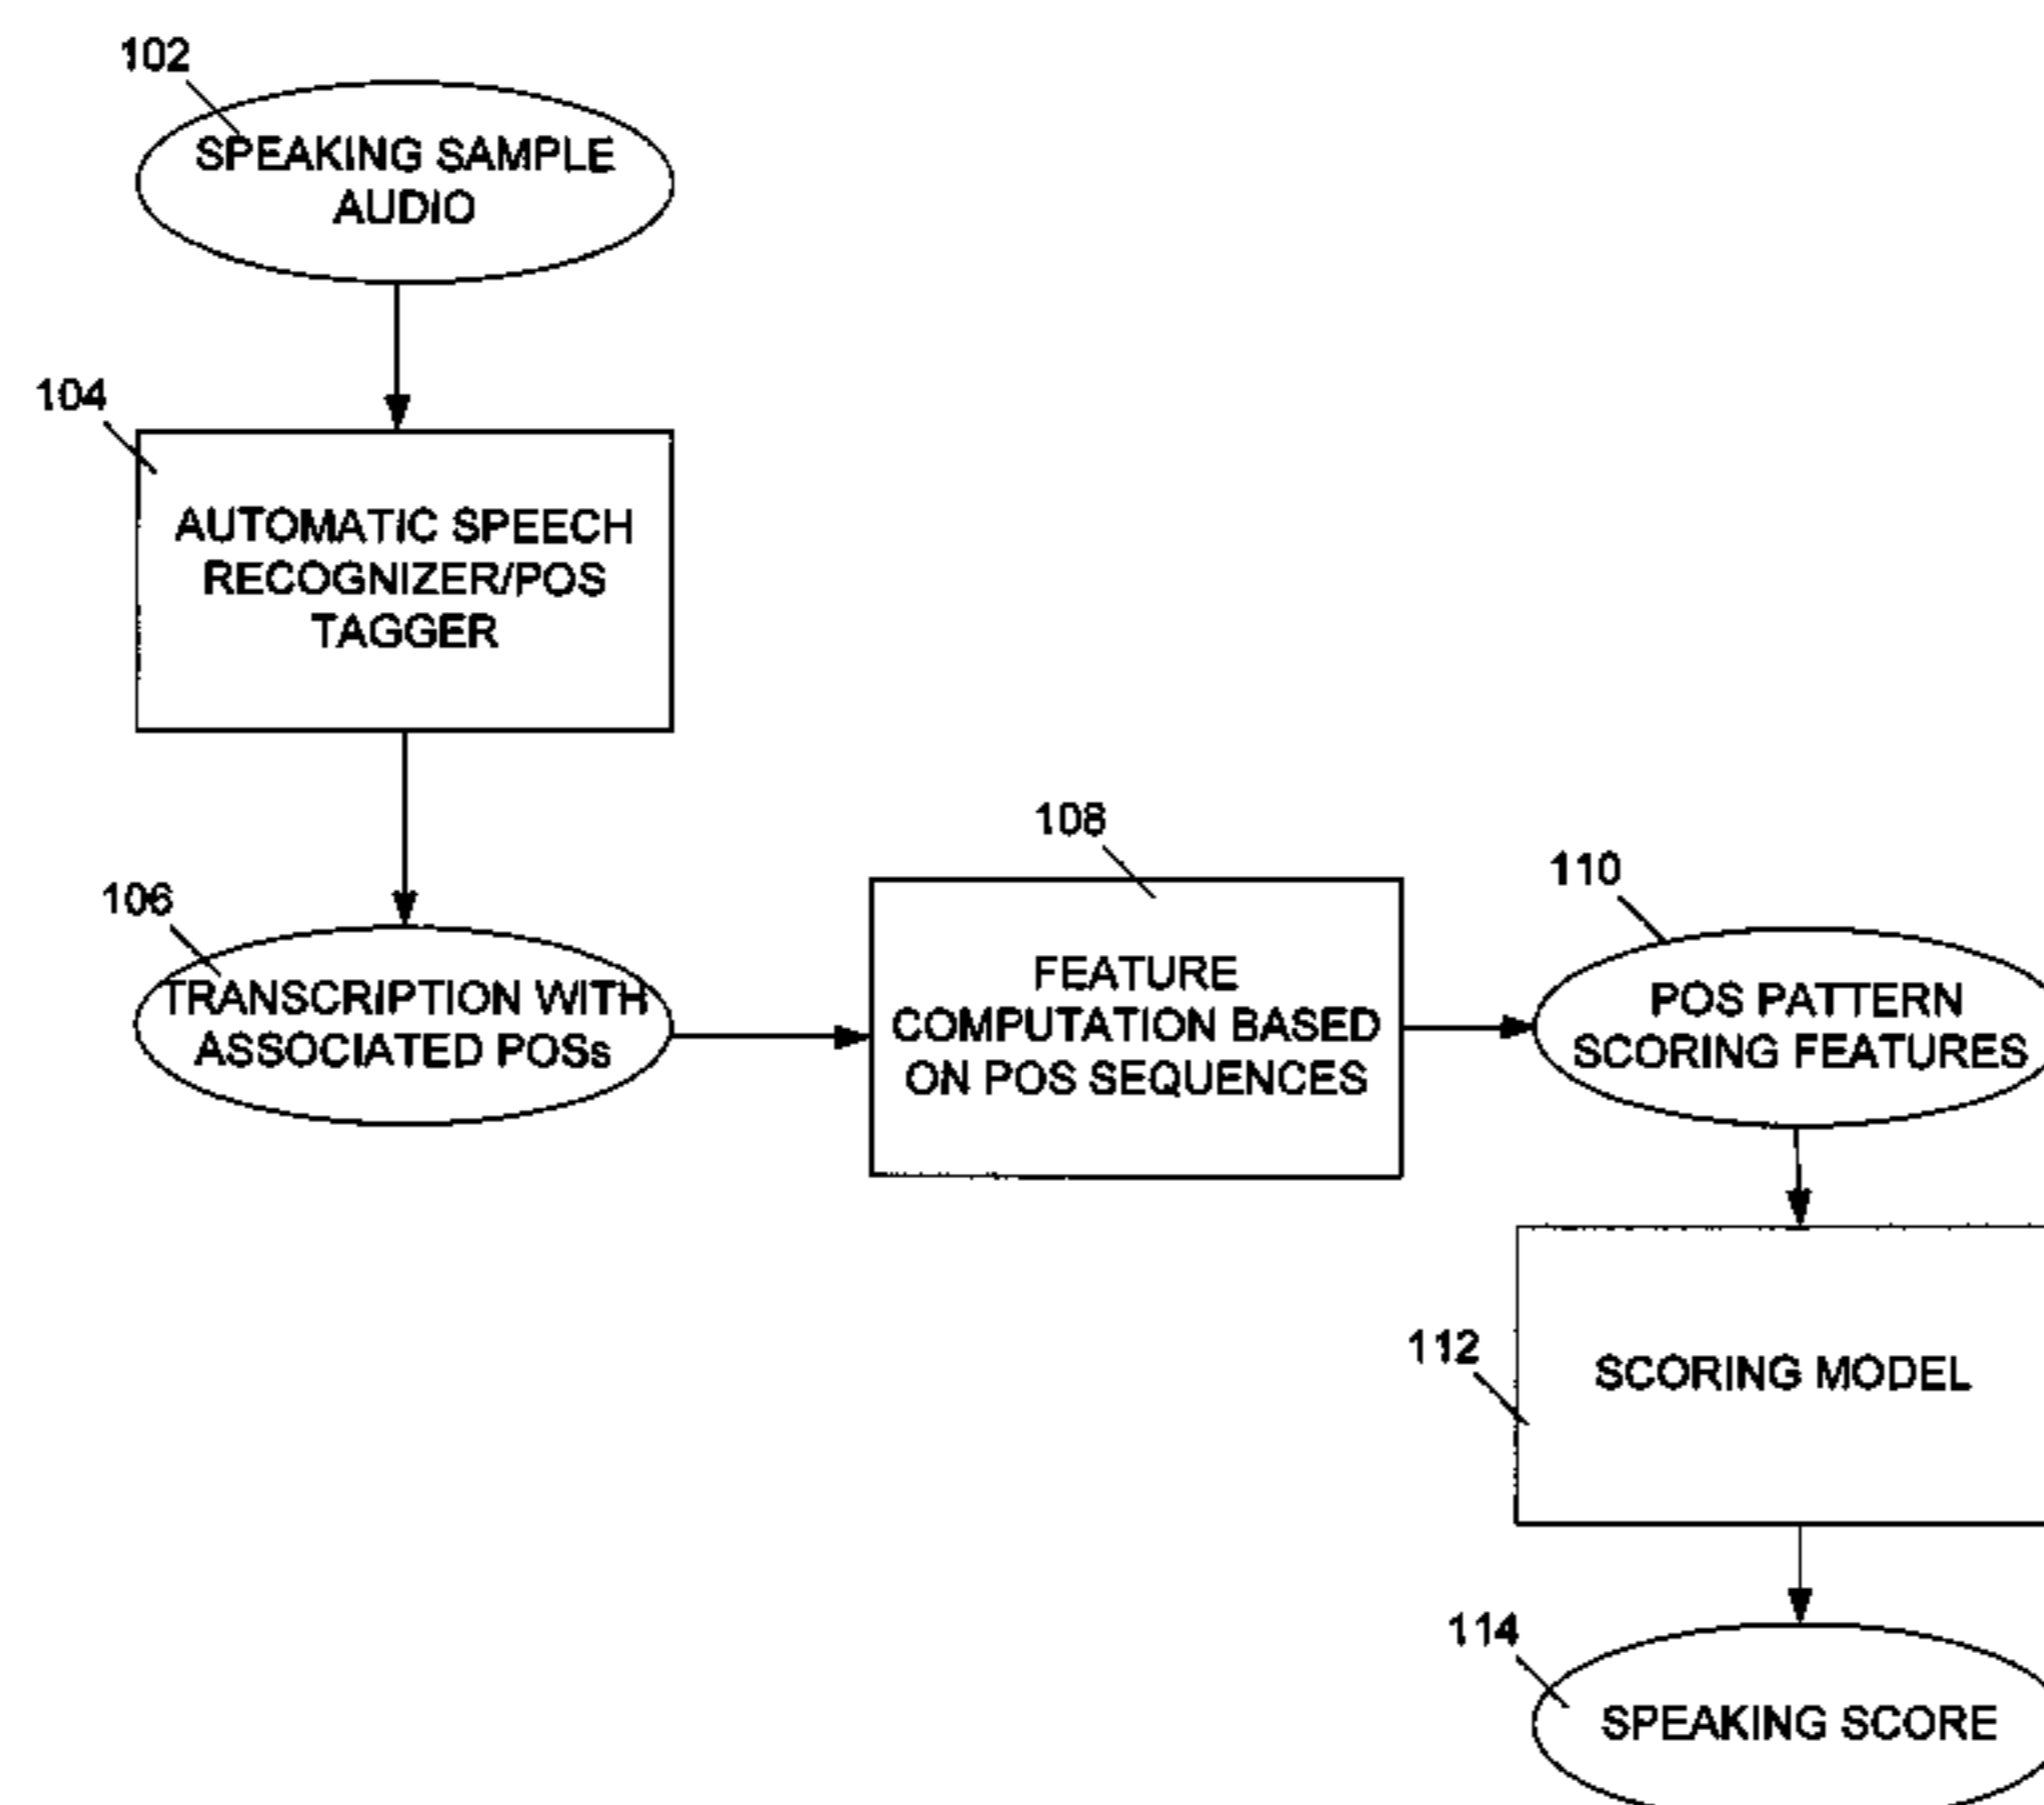 102
SPEAKING SAMPLE
AUDIO
104
AUTOMATIC SPEECH
RECOGNIZER/POS
TAGGER
106
TRANSCRIPTION WITH
ASSOCIATED POSs
108
FEATURE
COMPUTATION BASED
ON POS SEQUENCES
110
POS PATTERN
SCORING FEATURES
112
SCORING MODEL
114
SPEAKING SCORE